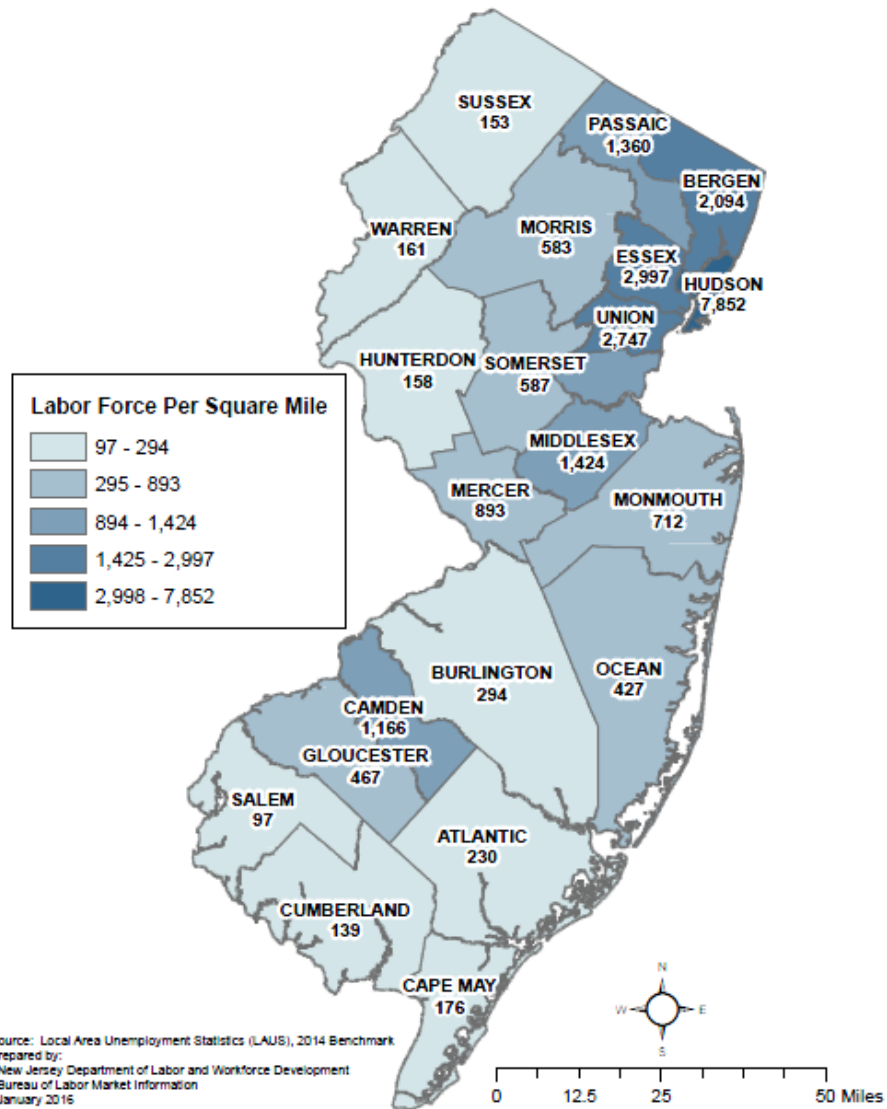 SUSSEX
153
PASSAIC
1,360
BERGEN
2,094
WARREN
161
MORRIS
583
ESSEX
2,997
HUDSON
7,852
UNION
2,747
HUNTERDON
158
SOMERSET
587
Labor Force Per Square Mile
97 - 294
295 - 893
894 - 1,424
1,425 - 2,997
2,998 - 7,852
MIDDLESEX
1,424
MERCER
893
MONMOUTH
712
BURLINGTON
294
OCEAN
427
CAMDEN
1,166
GLOUCESTER
467
SALEM
97
ATLANTIC
230
CUMBERLAND
139
CAPE MAY
176
N
W E
S
ource: Local Area Unemployment Statistics (LAUS), 2014 Benchmark
repared by:
New Jersey Department of Labor and Workforce Development
Bureau of Labor Market Information
January 2016
0 12.5 25 50 Miles